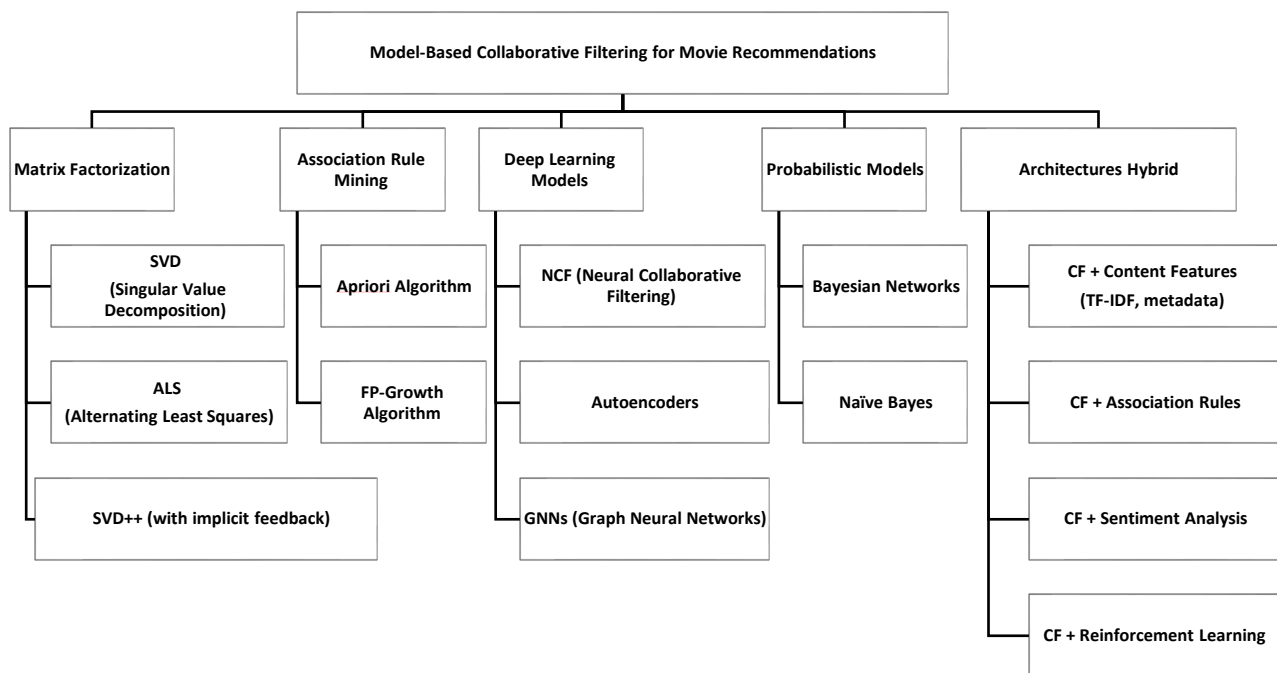 Model-Based Collaborative Filtering for Movie Recommendations
Matrix Factorization
Association Rule
Mining
Deep Learning
Models
Probabilistic Models
Architectures Hybrid
SVD
(Singular Value
Decomposition)
ALS
(Alternating Least Squares)
SVD++ (with implicit feedback)
Apriori Algorithm
FP-Growth
Algorithm
NCF (Neural Collaborative
Filtering)
Autoencoders
GNNs (Graph Neural Networks)
Bayesian Networks
Naïve Bayes
CF + Content Features
(TF-IDF, metadata)
CF + Association Rules
CF + Sentiment Analysis
CF + Reinforcement Learning